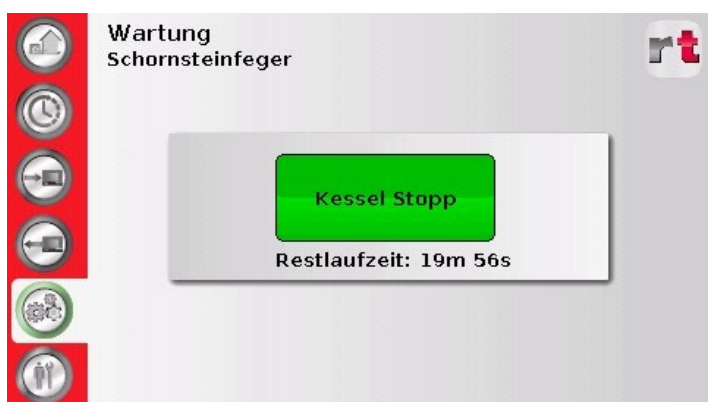 Wartung
Schornsteinfeger
rt
Kessel Stopp
Restlaufzeit: 19m 56s